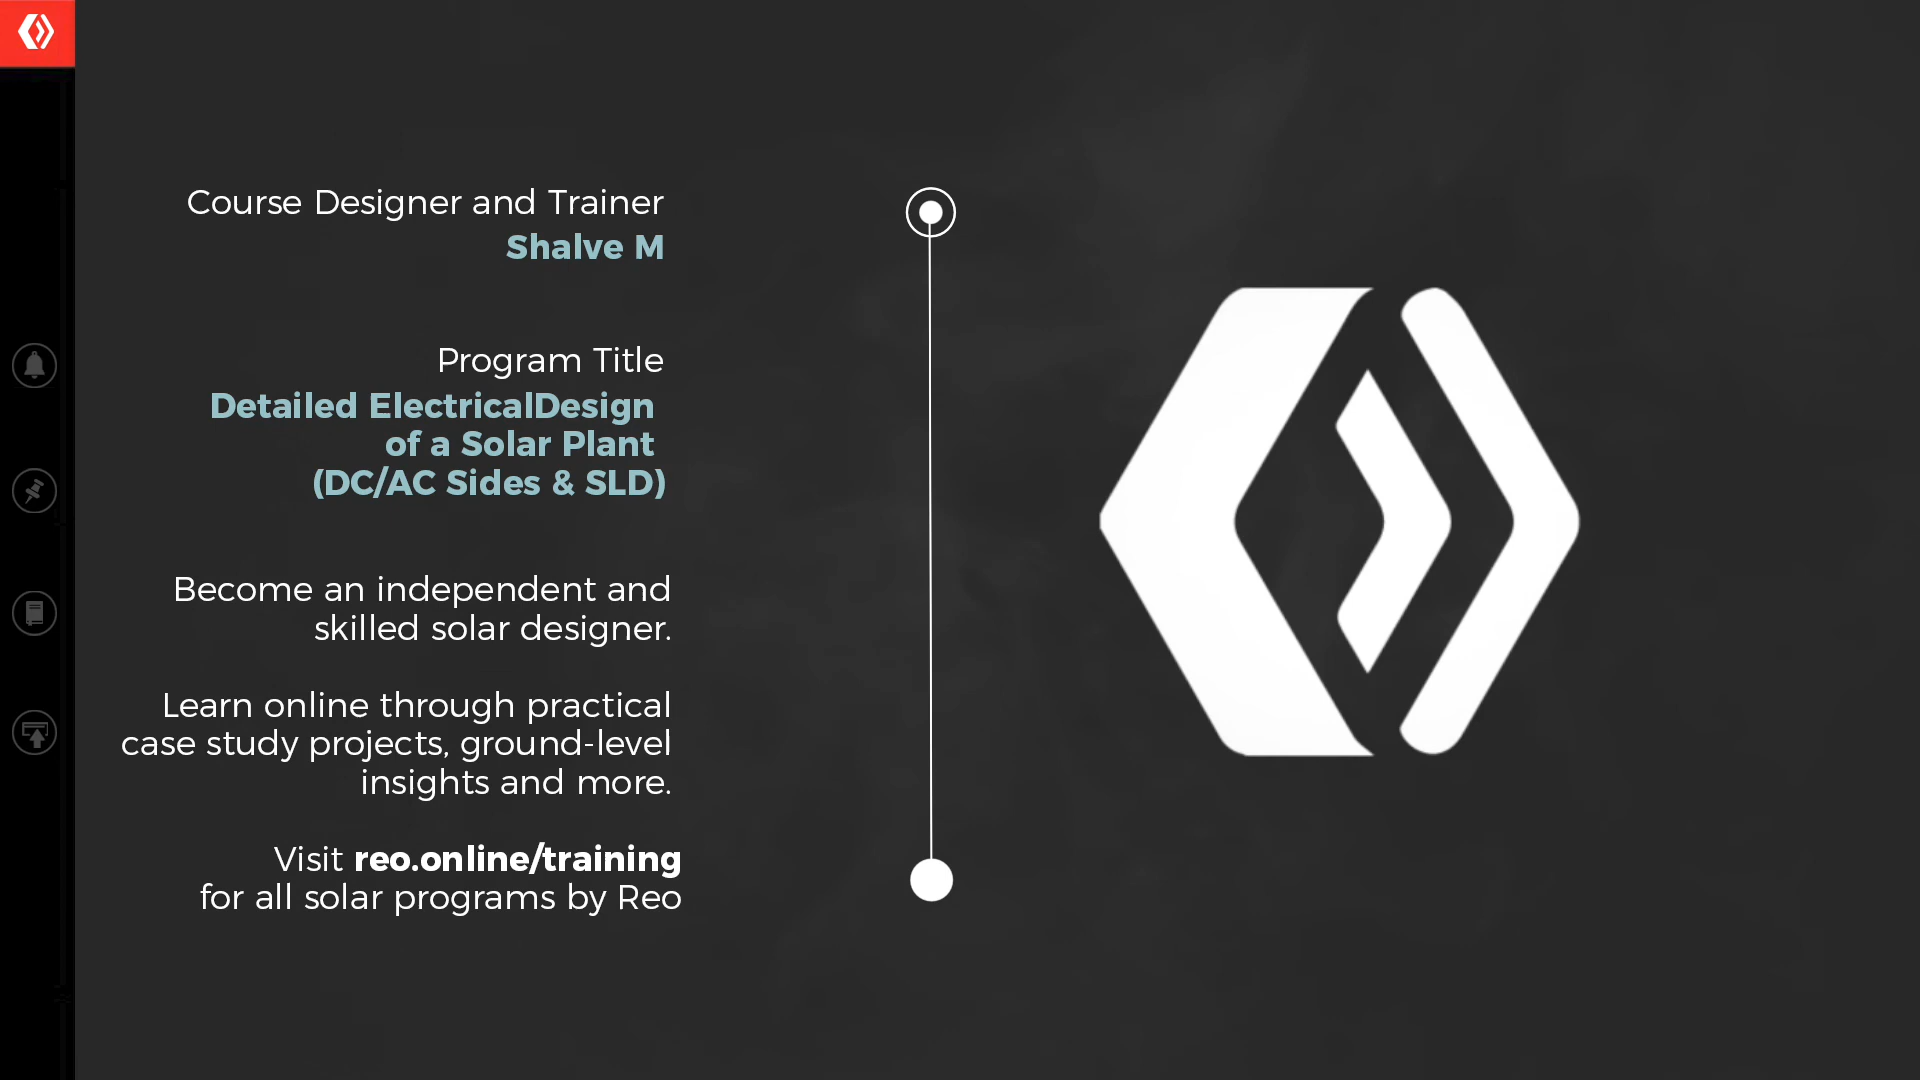 Course Designer and Trainer
Shalve M
Program Title
Detailed ElectricalDesign
of a Solar Plant
(DC/AC Sides & SLD)
Become an independent and
skilled solar designer.
Learn online through practical
case study projects, ground-level
insights and more.
Visit reo.online/training
for all solar programs by Reo